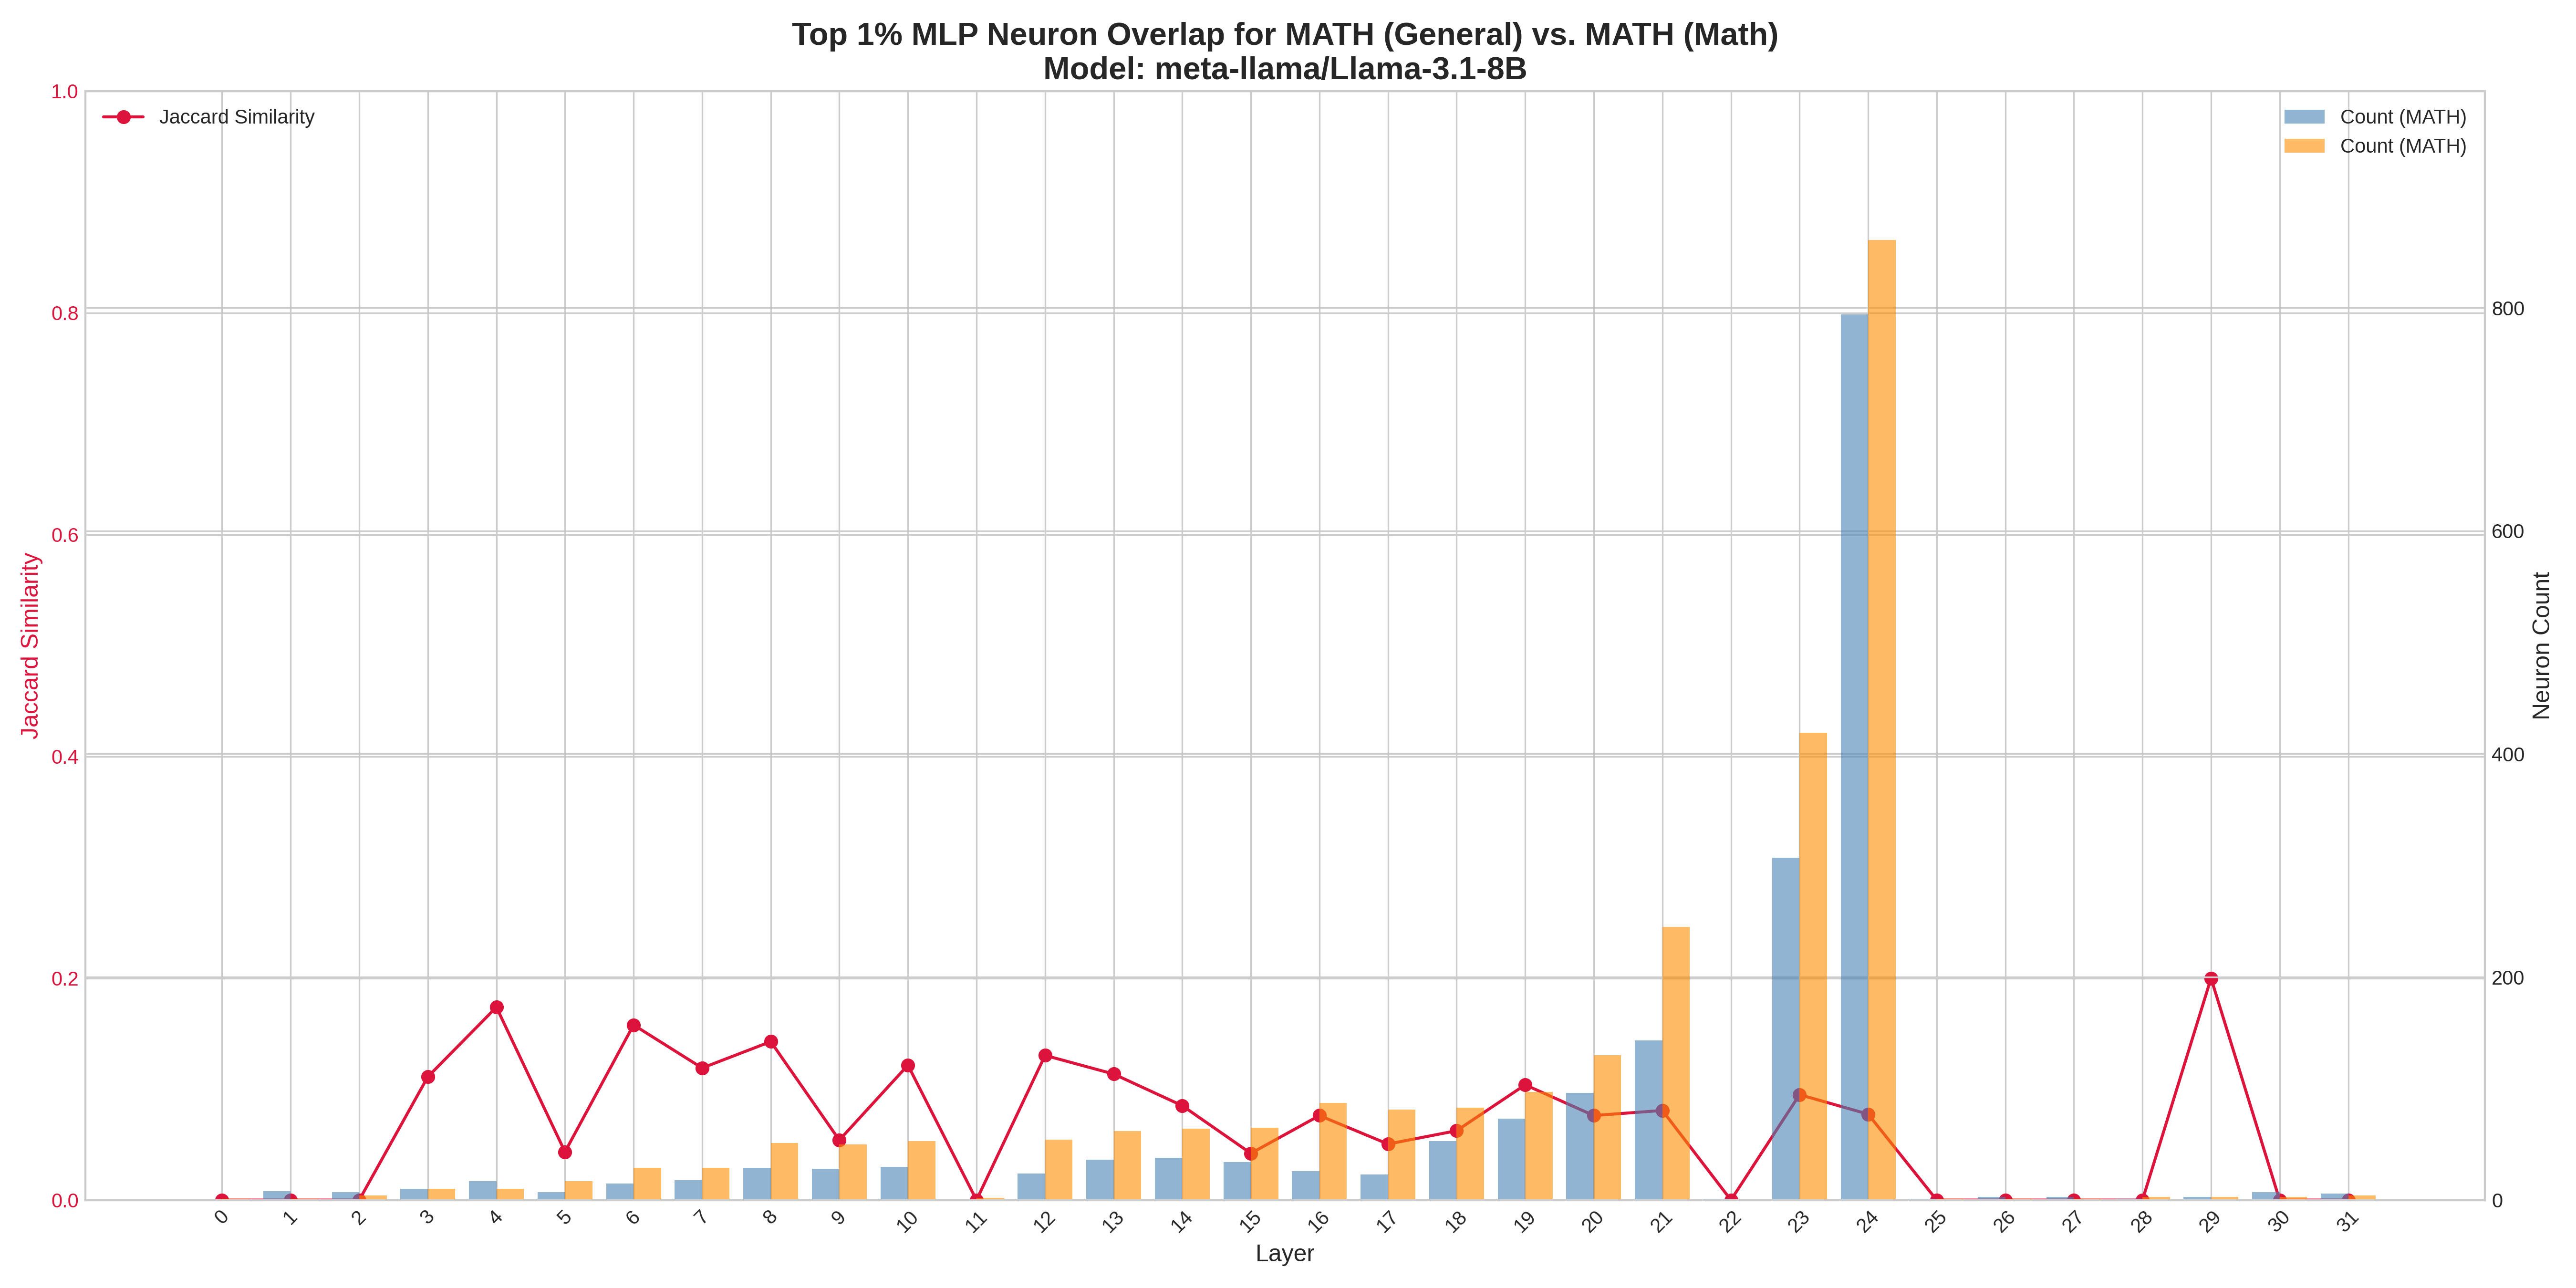 Top 1% MLP Neuron Overlap for MATH (General) vs. MATH (Math)
Model: meta-llama/Llama-3.1-8B
Jaccard Similarity
Count (MATH)
Count (MATH)
1.0
0.8
0.6
0.4
0.2
0.0
Jaccard Similarity
800
600
400
200
0
Neuron Count
0 1 2 3 4 5 6 7 8 9 10 11 12 13 14 15 16 17 18 19 20 21 22 23 24 25 26 27 28 29 30 31
Layer